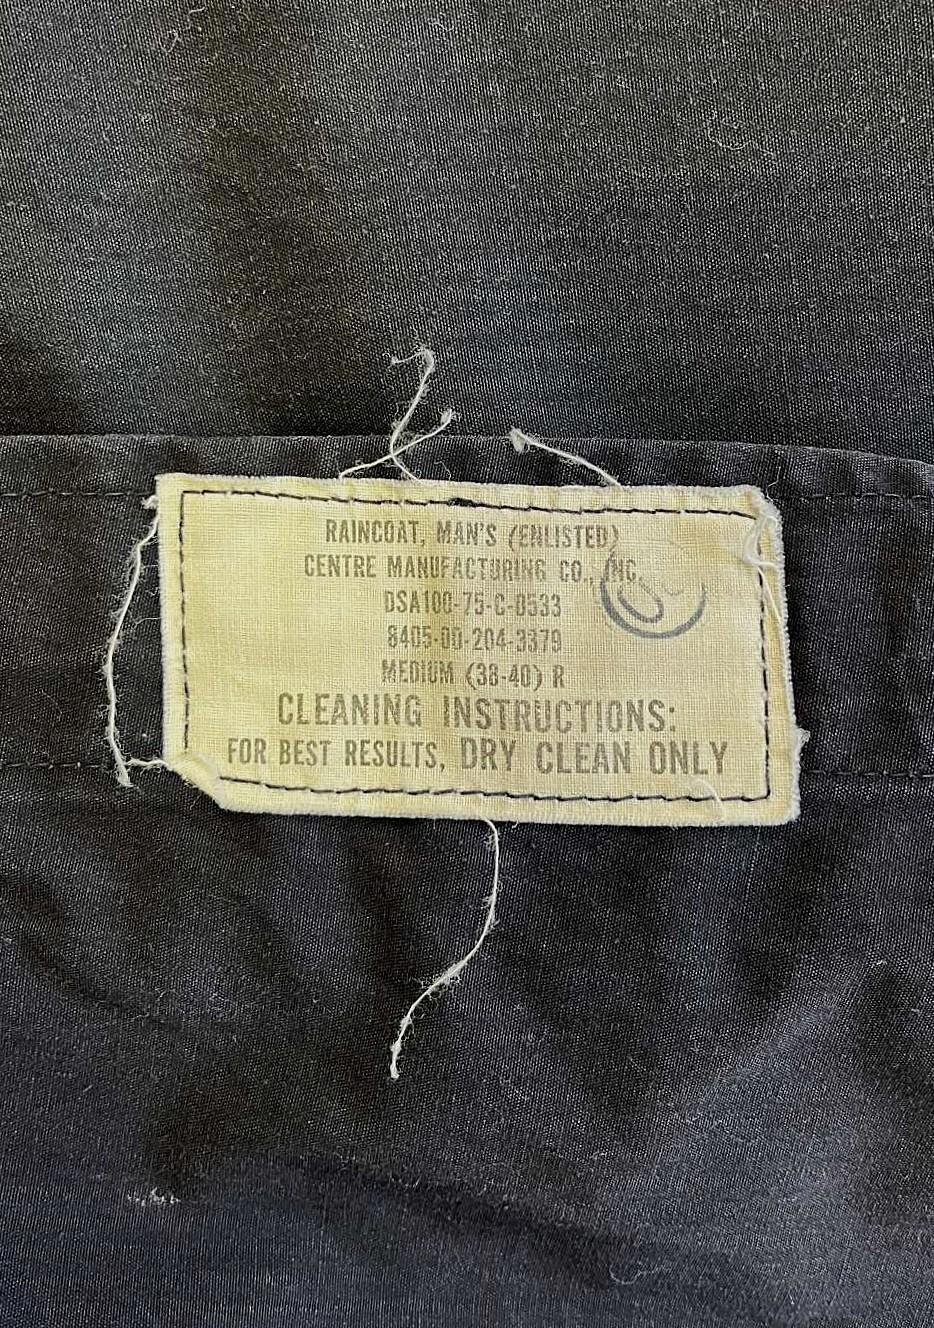 RAINCOAT, MAN'S (ENLISTED)
CENTRE MANUFACTURING CO., INC.
DSA100-75-C-0533
8405-00-204-3379
MEDIUM (38-40) R
CLEANING INSTRUCTIONS:
FOR BEST RESULTS, DRY CLEAN ONLY